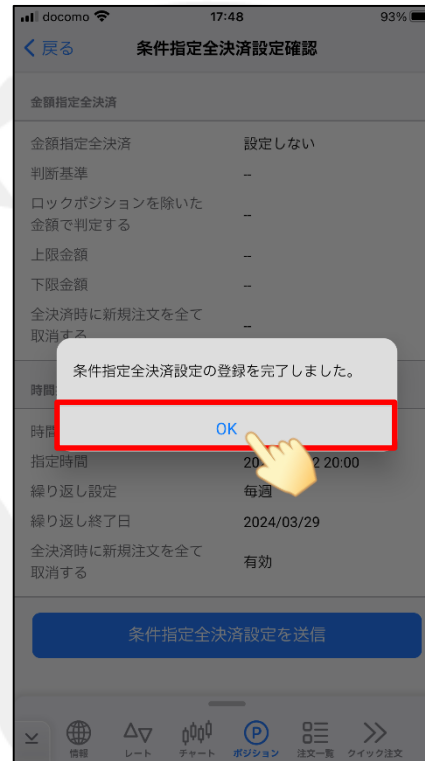 docomo 17:48 93%
戻る 条件指定全決済設定確認
金額指定全決済
金額指定全決済 設定しない
判断基準 --
ロックポジションを除いた
金額で判定する --
上限金額 --
下限金額 --
全決済時に新規注文を全て
取消する --
条件指定全決済設定の登録を完了しました。
時間
OK
時間
指定時間 20 2 20:00
繰り返し設定 毎週
繰り返し終了日 2024/03/29
全決済時に新規注文を全て
取消する 有効
条件指定全決済設定を送信
P
情報 レート チャート ポジション 注文一覧 クイック注文